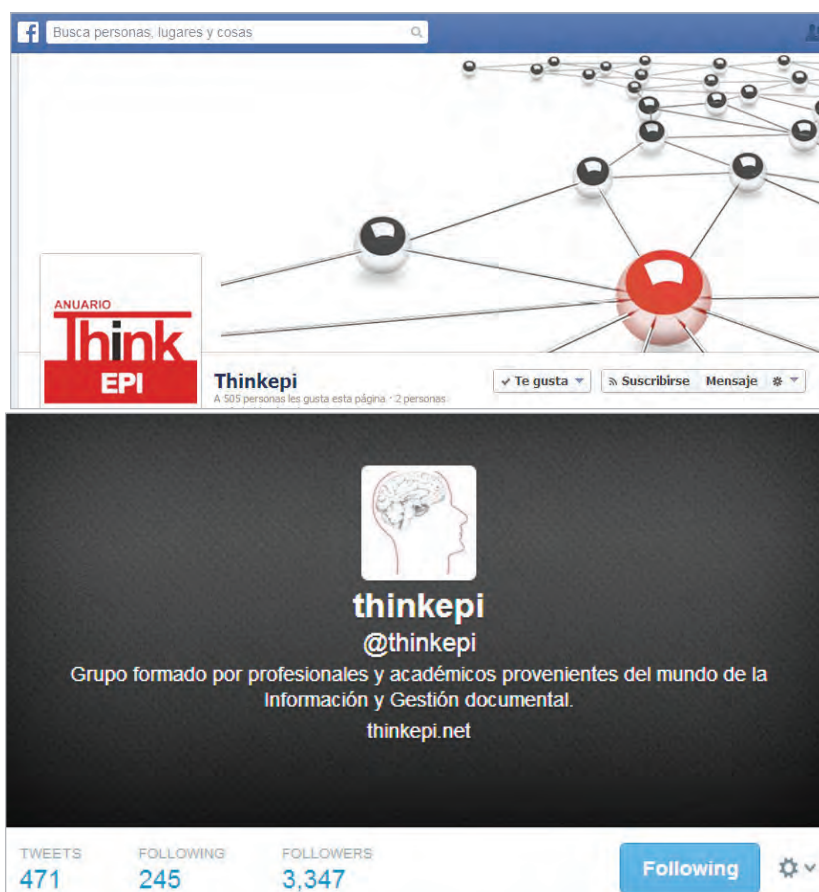 Busca personas, lugares y cosas
ANUARIO
Think
EPI
Thinkepi
A 505 personas les gusta esta página · 2 personas
Te gusta
Suscribirse
Mensaje
thinkepi
@thinkepi
Grupo formado por profesionales y académicos provenientes del mundo de la
Información y Gestión documental.
thinkepi.net
TWEETS FOLLOWING FOLLOWERS
471 245 3,347
Following